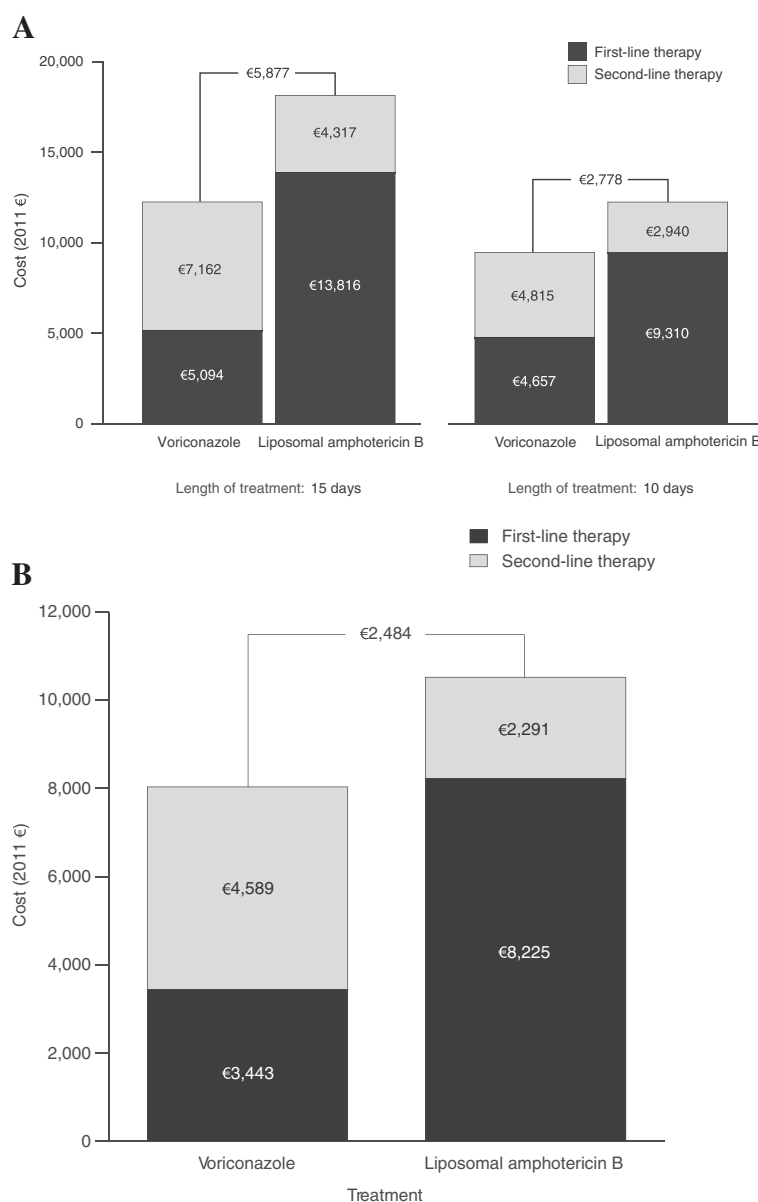 A
First-line therapy
Second-line therapy
Cost (2011 €)
20,000
15,000
10,000
5,000
0
€5,877
€4,317
€7,162
€13,816
€5,094
Voriconazole
Liposomal amphotericin B
Length of treatment: 15 days
€2,778
€2,940
€4,815
€9,310
€4,657
Voriconazole
Liposomal amphotericin B
Length of treatment: 10 days
B
First-line therapy
Second-line therapy
Cost (2011 €)
12,000
10,000
8,000
6,000
4,000
2,000
0
€2,484
€2,291
€4,589
€8,225
€3,443
Voriconazole
Liposomal amphotericin B
Treatment